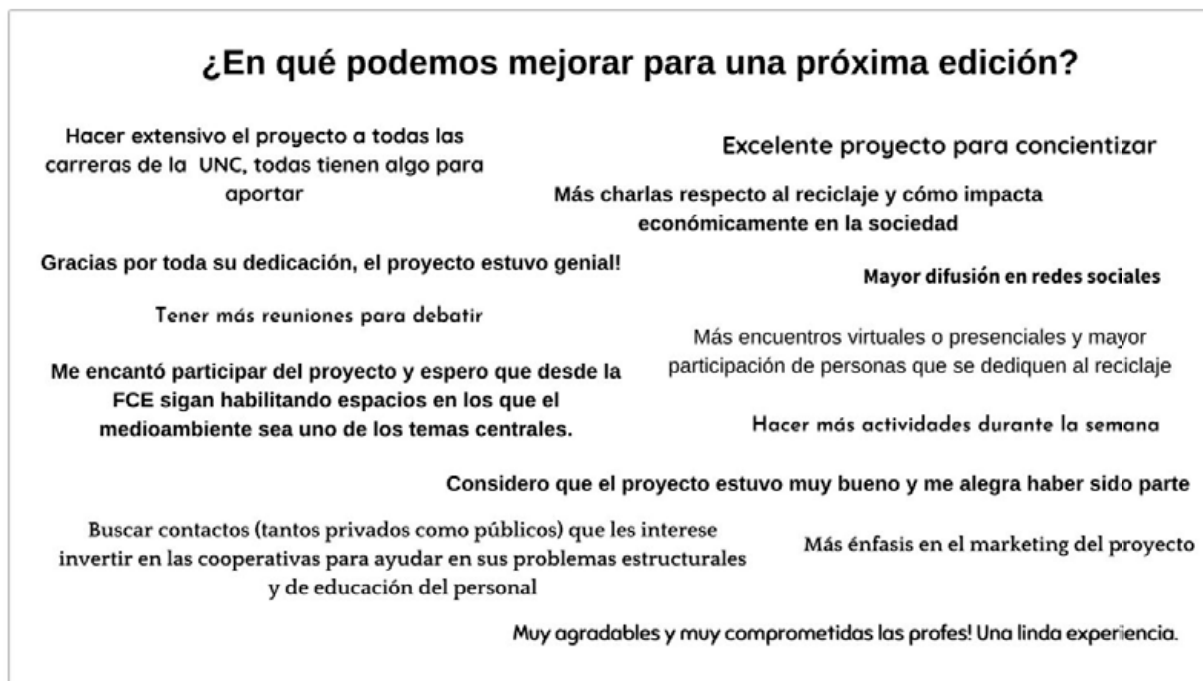 ¿En qué podemos mejorar para una próxima edición?
Hacer extensivo el proyecto a todas las
carreras de la UNC, todas tienen algo para
aportar
Excelente proyecto para concientizar
Más charlas respecto al reciclaje y cómo impacta
económicamente en la sociedad
Gracias por toda su dedicación, el proyecto estuvo genial!
Mayor difusión en redes sociales
Tener más reuniones para debatir
Más encuentros virtuales o presenciales y mayor
participación de personas que se dediquen al reciclaje
Me encantó participar del proyecto y espero que desde la
FCE sigan habilitando espacios en los que el
medioambiente sea uno de los temas centrales.
Hacer más actividades durante la semana
Considero que el proyecto estuvo muy bueno y me alegra haber sido parte
Buscar contactos (tantos privados como públicos) que les interese
invertir en las cooperativas para ayudar en sus problemas estructurales
y de educación del personal
Más énfasis en el marketing del proyecto
Muy agradables y muy comprometidas las profes! Una linda experiencia.